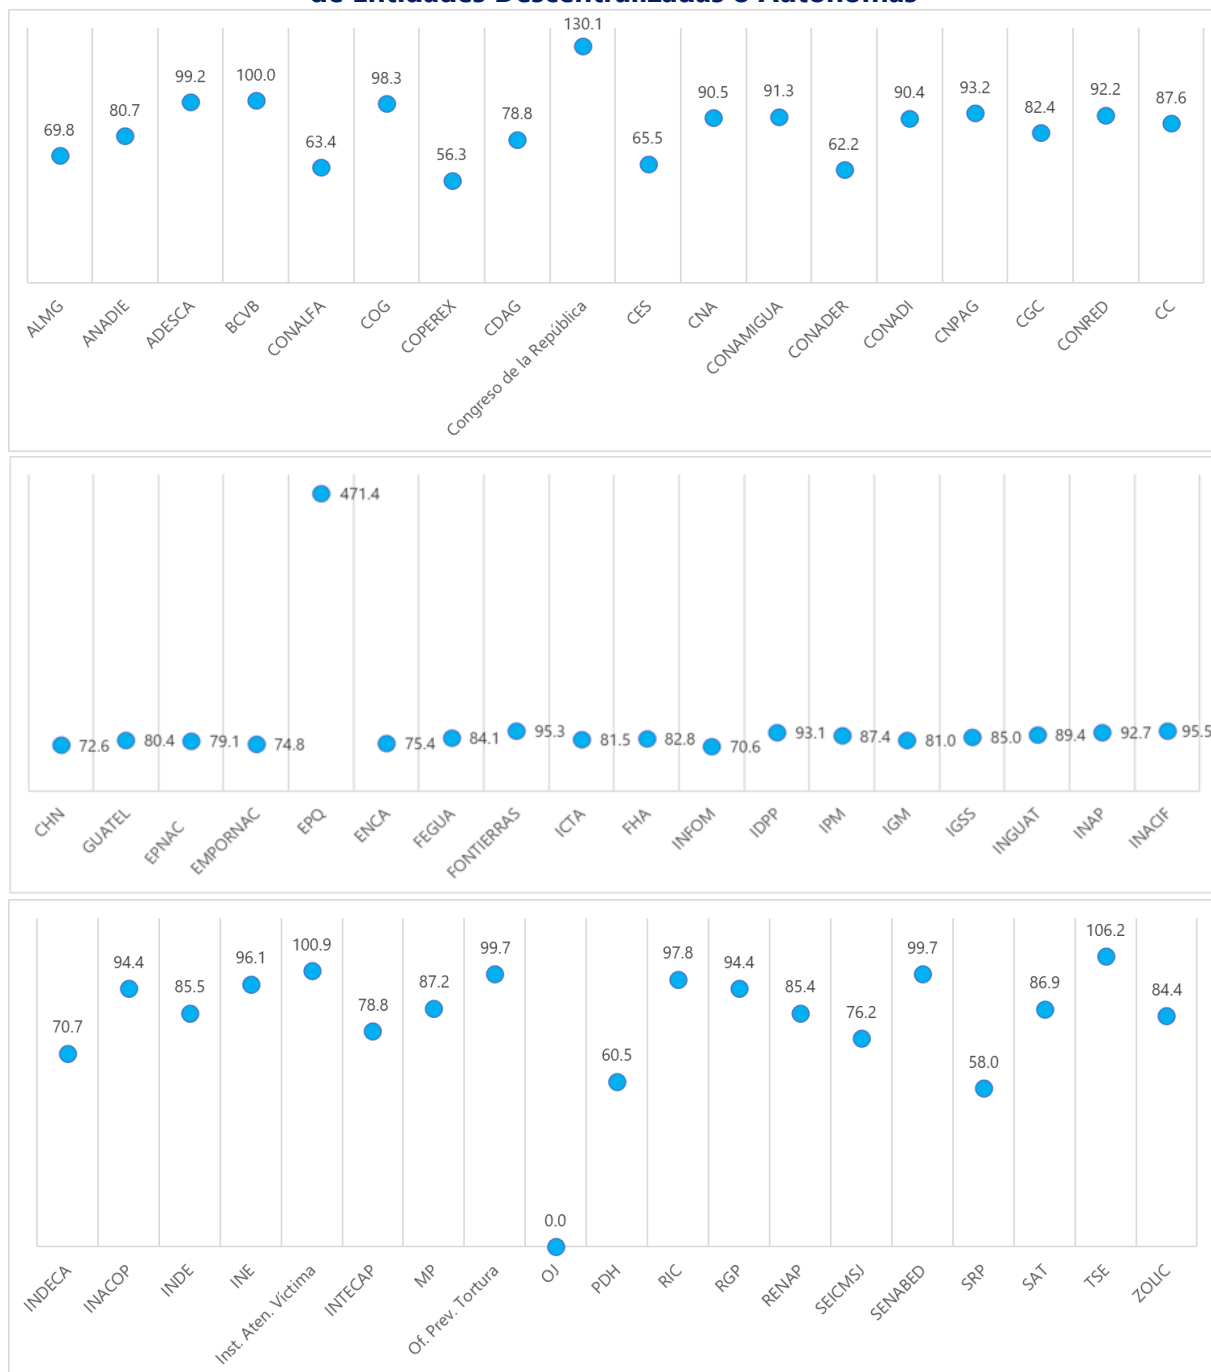 de Entidades Descentralizadas o Autónomas
130.1
99.2 100.0 98.3
90.5 91.3 90.4 93.2 92.2
80.7 78.8 82.4 87.6
69.8 63.4 65.5 62.2
56.3
ALMG ANADIE ADESCA BCVB CONALFA COG COPEREX CDAG Congreso de la República CES CNA CONAMIGUA CONADER CONADI CNPAG CGC CONRED CC
471.4
72.6 80.4 79.1 74.8 75.4 84.1 95.3 81.5 82.8 70.6 93.1 87.4 81.0 85.0 89.4 92.7 95.5
CHN GUATEL EPNAC EMPORNAC EPQ ENCA FEGUA FONTIERRAS ICTA FHA INFOM IDPP IPM IGM IGSS INGUAT INAP INACIF
106.2
94.4 96.1 100.9 99.7 97.8 94.4 99.7
85.5 78.8 87.2 85.4 76.2 86.9 84.4
70.7
60.5 58.0
0.0
INDECA INACOP INDE INE Inst. Aten. Víctima INTECAP MP Of. Prev. Tortura OJ PDH RIC RGP RENAP SEICMSJ SENABED SRP SAT TSE ZOLIC